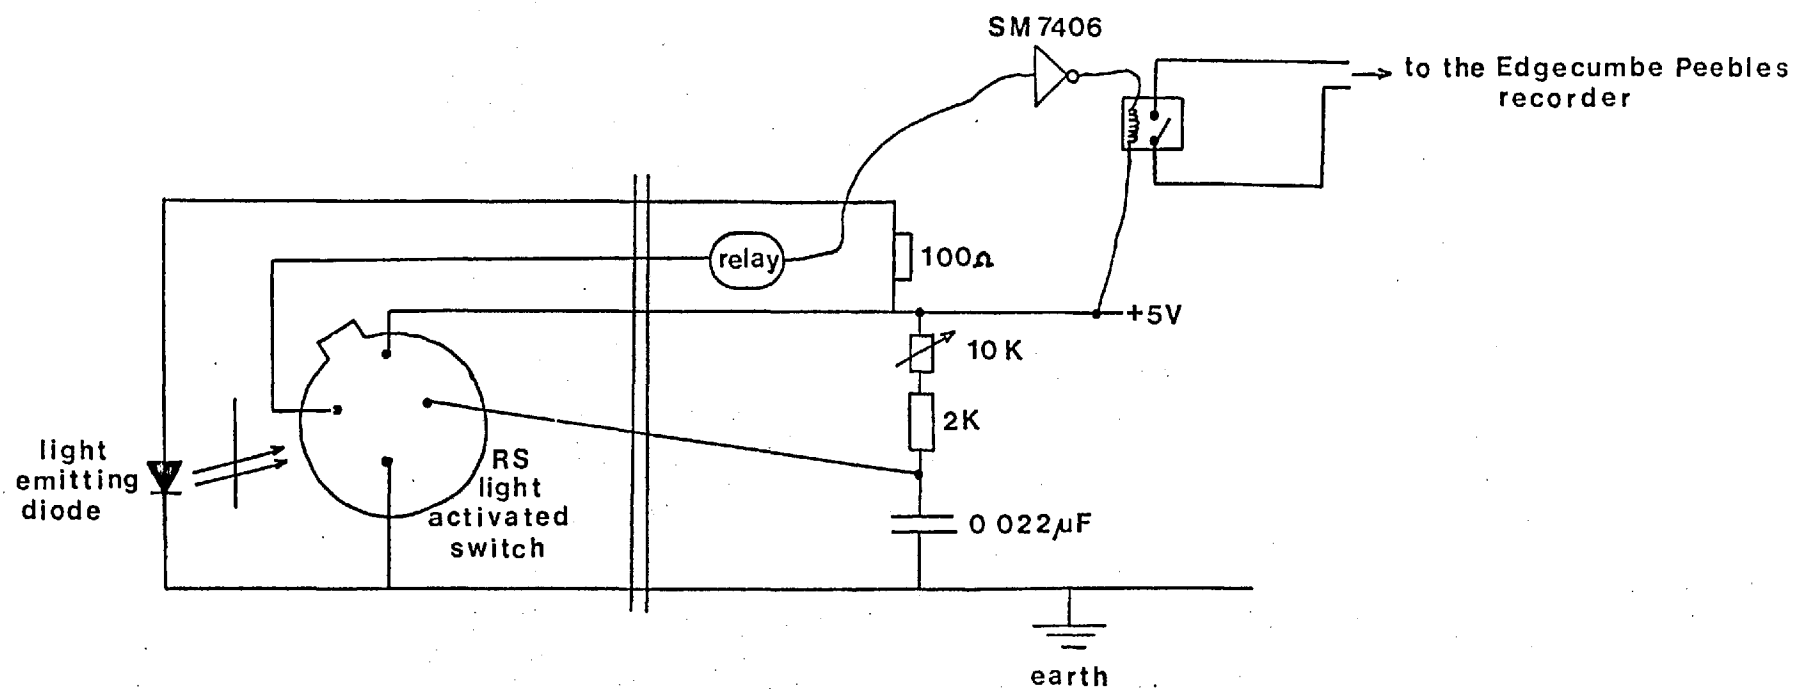 SM7406
to the Edgecumbe Peebles
recorder
relay
100Ω
+5V
10K
2K
light
emitting
diode
RS
light
activated
switch
0 022µF
earth